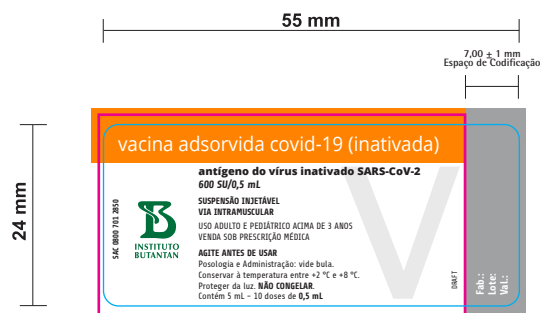 55 mm
7,00 ± 1 mm
Espaço de Codificação
24 mm
vacina adsorvida covid-19 (inativada)
antígeno do vírus inativado SARS-CoV-2
600 SU/0,5 mL
SUSPENSÃO INJETÁVEL
VIA INTRAMUSCULAR
USO ADULTO E PEDIÁTRICO ACIMA DE 3 ANOS
VENDA SOB PRESCRIÇÃO MÉDICA
AGITE ANTES DE USAR
Posologia e Administração: vide bula.
Conservar à temperatura entre +2 °C e +8 °C.
Proteger da luz. NÃO CONGELAR.
Contém 5 mL - 10 doses de 0,5 mL
SAC 0800 701 2850
INSTITUTO
BUTANTAN
V
DRAFT
Fab.:
Lote:
Val.: